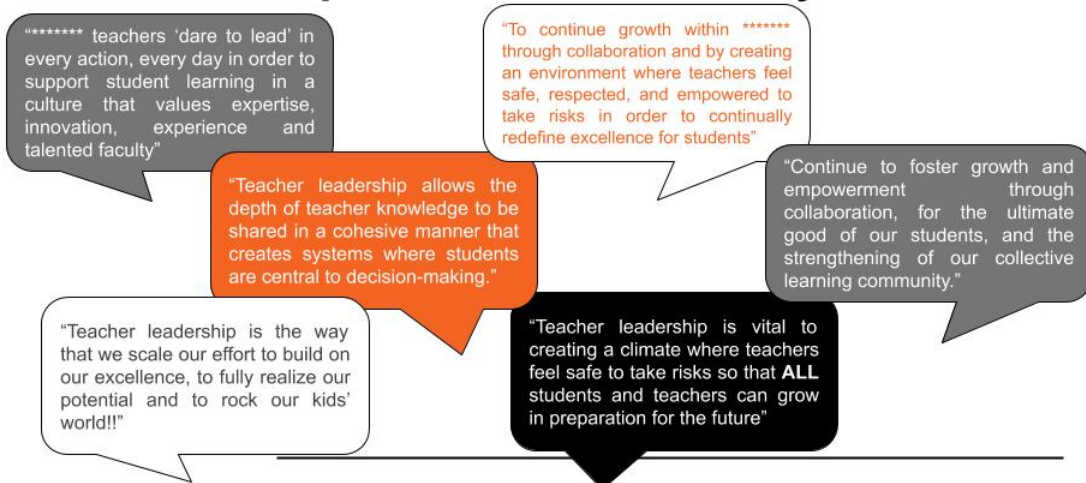 “******* teachers ‘dare to lead’ in
every action, every day in order to
support student learning in a
culture that values expertise,
innovation, experience and
talented faculty”
“To continue growth within *******
through collaboration and by creating
an environment where teachers feel
safe, respected, and empowered to
take risks in order to continually
redefine excellence for students”
“Teacher leadership allows the
depth of teacher knowledge to be
shared in a cohesive manner that
creates systems where students
are central to decision-making.”
“Continue to foster growth and
empowerment through
collaboration, for the ultimate
good of our students, and the
strengthening of our collective
learning community.”
“Teacher leadership is the way
that we scale our effort to build on
our excellence, to fully realize our
potential and to rock our kids’
world!!”
“Teacher leadership is vital to
creating a climate where teachers
feel safe to take risks so that ALL
students and teachers can grow
in preparation for the future”